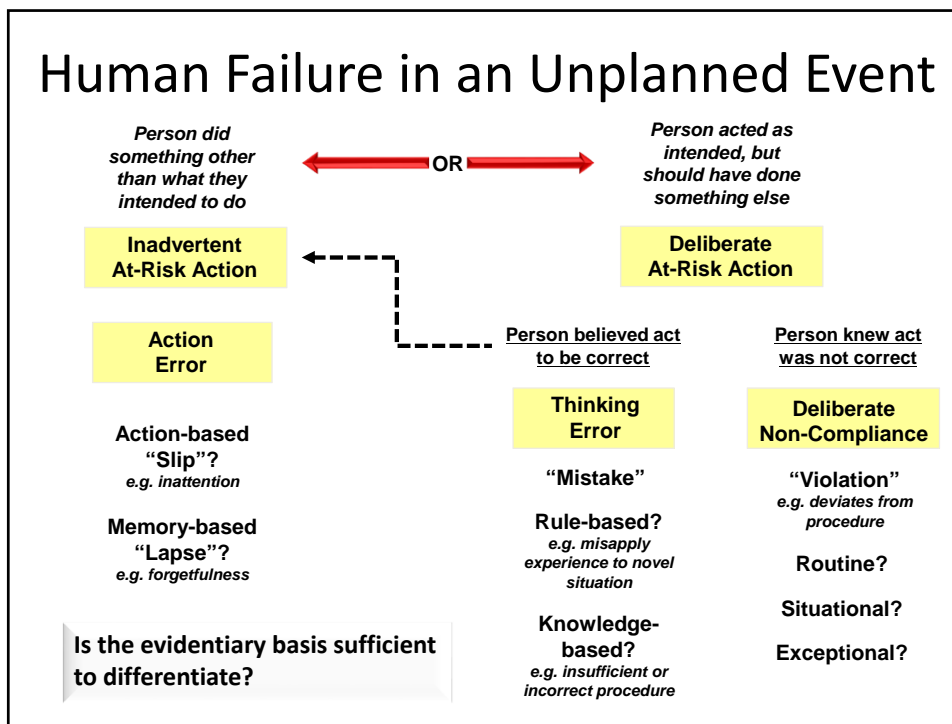 Human Failure in an Unplanned Event
Person did
something other
than what they
intended to do
OR
Person acted as
intended, but
should have done
something else
Inadvertent
At-Risk Action
Deliberate
At-Risk Action
Action
Error
Action-based
“Slip”?
e.g. inattention
Memory-based
“Lapse”?
e.g. forgetfulness
Person believed act
to be correct
Thinking
Error
“Mistake”
Rule-based?
e.g. misapply
experience to novel
situation
Knowledge-
based?
e.g. insufficient or
incorrect procedure
Person knew act
was not correct
Deliberate
Non-Compliance
“Violation”
e.g. deviates from
procedure
Routine?
Situational?
Exceptional?
Is the evidentiary basis sufficient
to differentiate?